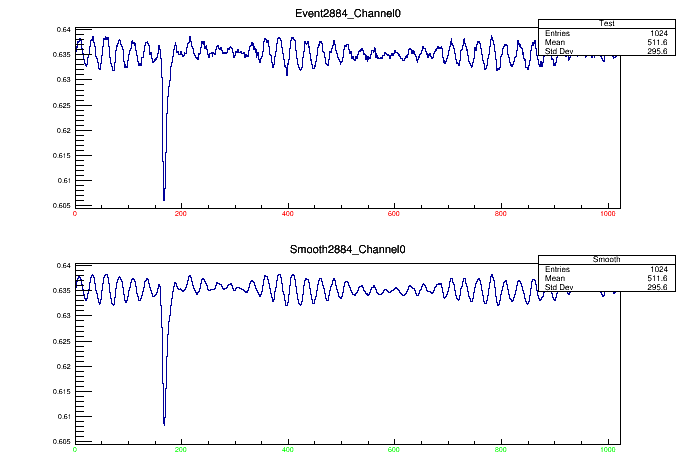 Event2884_Channel0
Test
Entries 1024
Mean 511.6
Std Dev 295.6
0.64
0.635
0.63
0.625
0.62
0.615
0.61
0.605
0 200 400 600 800 1000
Smooth2884_Channel0
Smooth
Entries 1024
Mean 511.6
Std Dev 295.6
0.64
0.635
0.63
0.625
0.62
0.615
0.61
0.605
0 200 400 600 800 1000